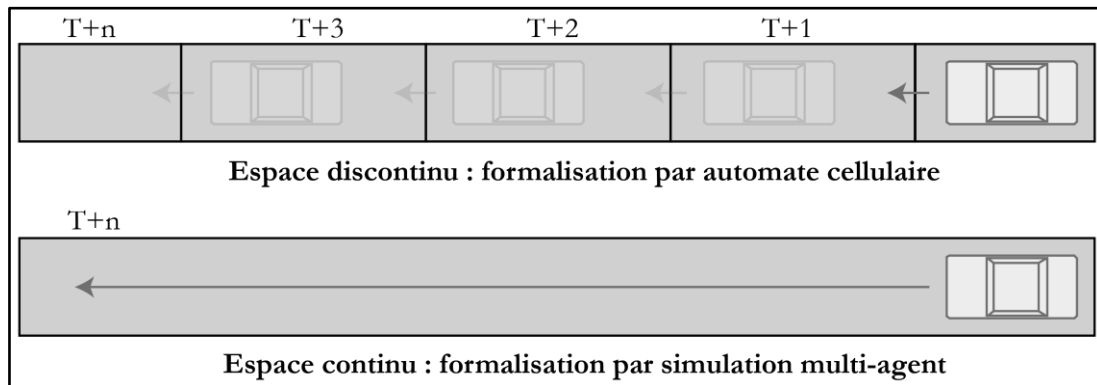 T+n T+3 T+2 T+1
Espace discontinu : formalisation par automate cellulaire
T+n
Espace continu : formalisation par simulation multi-agent